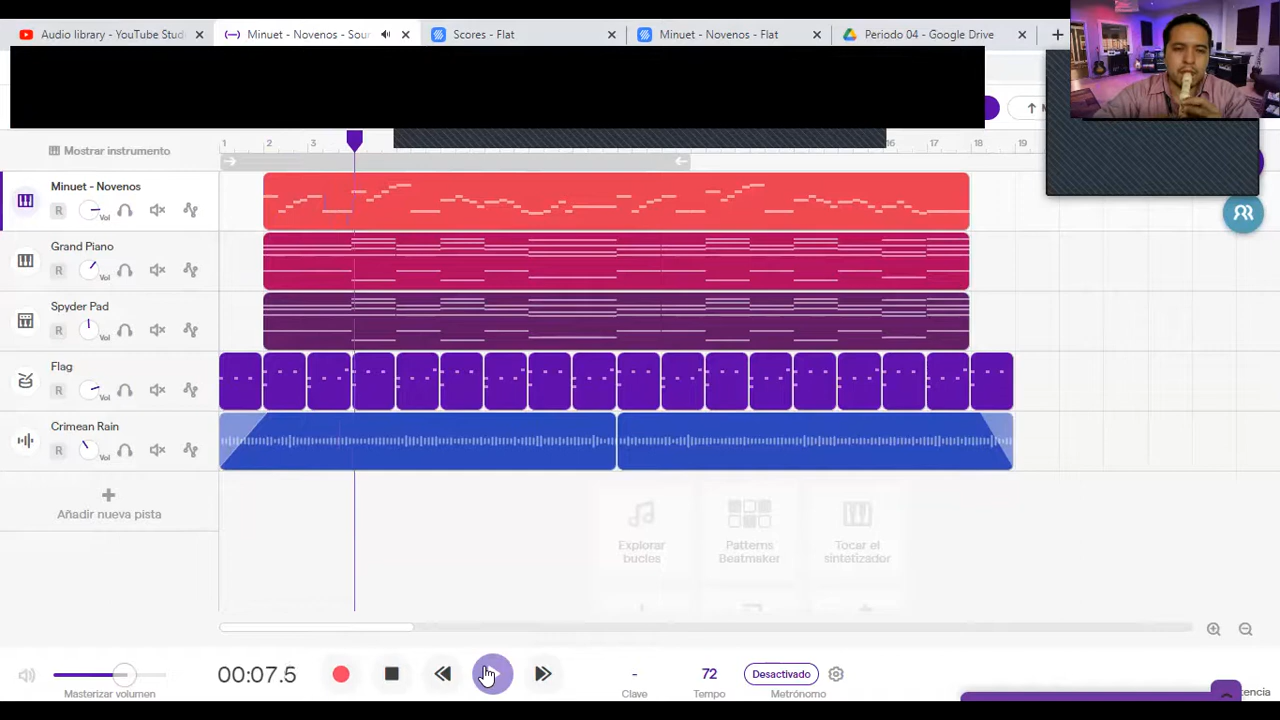 Audio library - YouTube Studi
Minuet - Novenos - Soun
Scores - Flat
Minuet - Novenos - Flat
Periodo 04 - Google Drive
Mostrar instrumento
1 2 3 16 17 18 19
Minuet - Novenos
R Vol
Grand Piano
R Vol
Spyder Pad
R Vol
Flag
R Vol
Crimean Rain
R Vol
Añadir nueva pista
Explorar bucles
Patterns Beatmaker
Tocar el sintetizador
00:07.5
Masterizar volumen
-
Clave
72
Tempo
Desactivado
Metrónomo